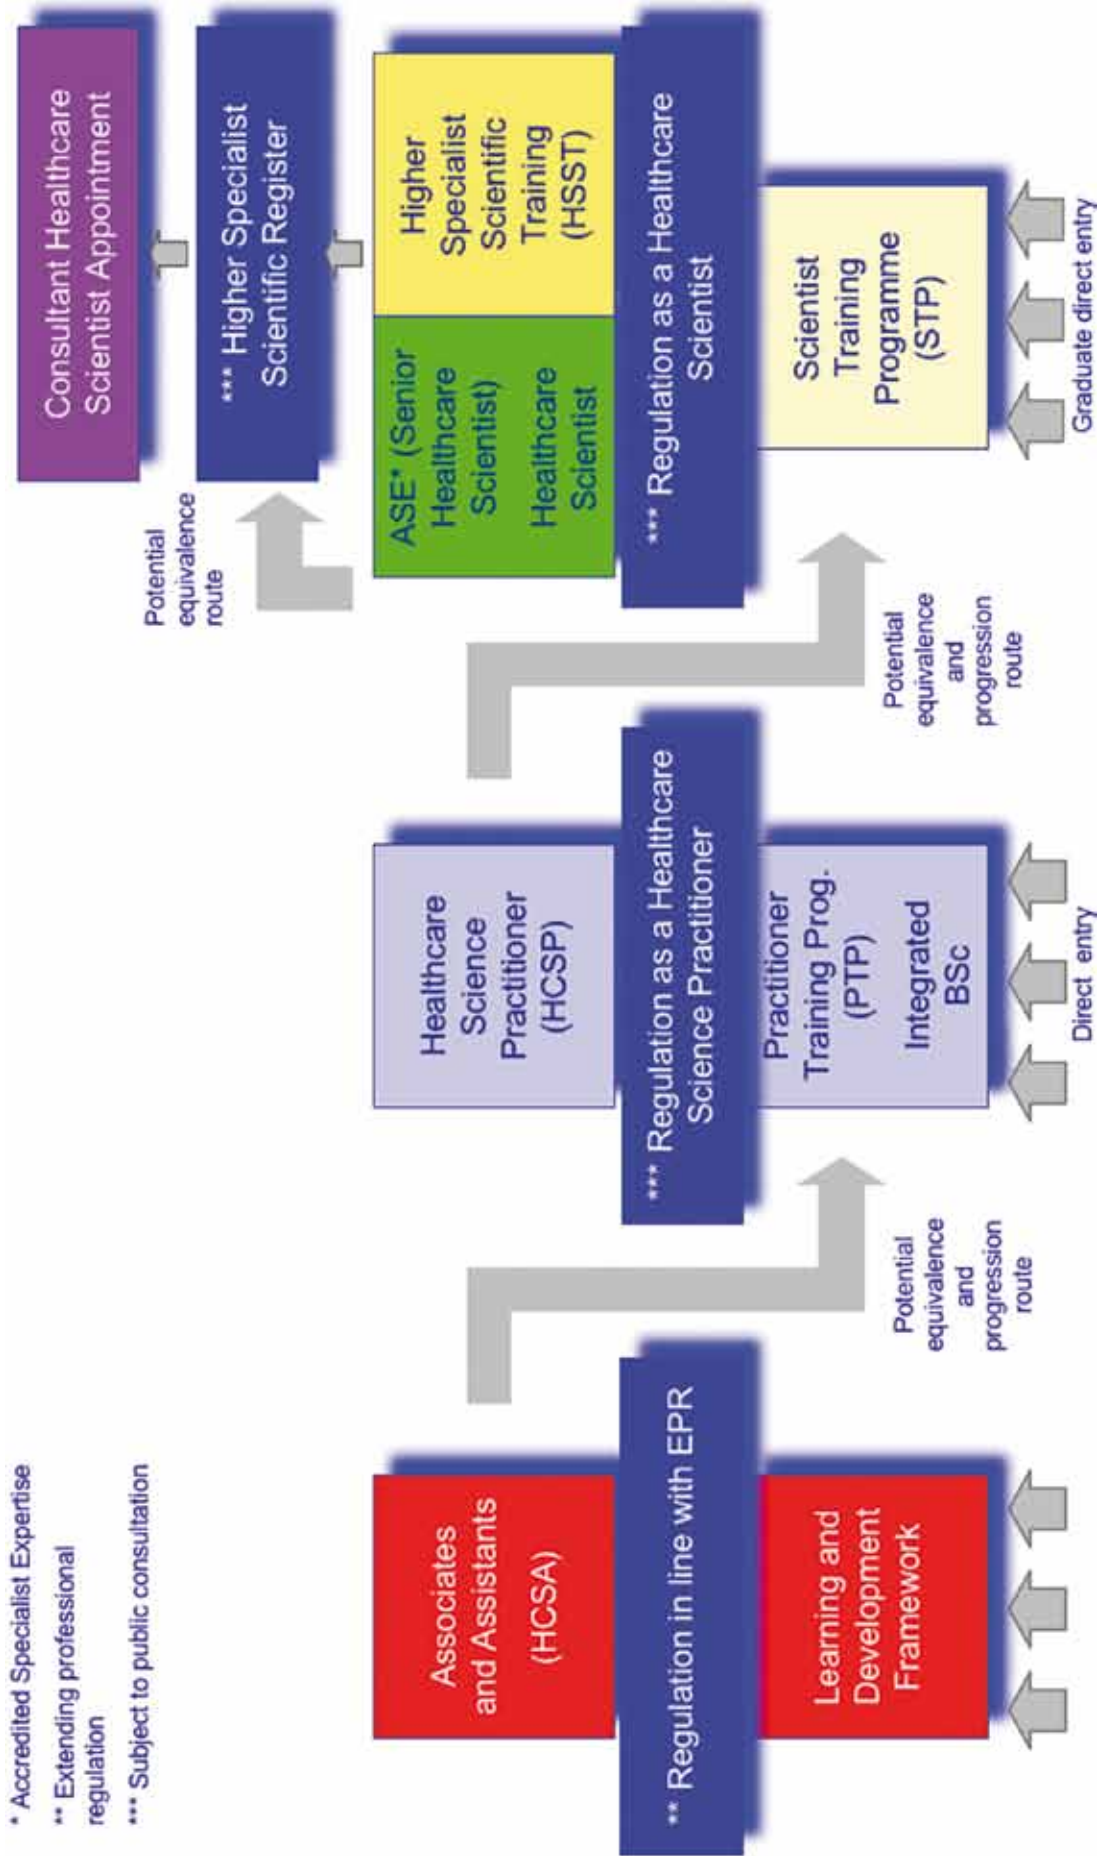 * Accredited Specialist Expertise
** Extending professional
regulation
*** Subject to public consultation
Associates
and Assistants
(HCSA)
** Regulation in line with EPR
Learning and
Development
Framework
Potential
equivalence
and
progression
route
Healthcare
Science
Practitioner
(HCSP)
*** Regulation as a Healthcare
Science Practitioner
Practitioner
Training Prog.
(PTP)
Integrated
BSc
Direct entry
Potential
equivalence
and
progression
route
Potential
equivalence
route
Consultant Healthcare
Scientist Appointment
*** Higher Specialist
Scientific Register
ASE* (Senior
Healthcare
Scientist)
Healthcare
Scientist
Higher
Specialist
Scientific
Training
(HSST)
*** Regulation as a Healthcare
Scientist
Scientist
Training
Programme
(STP)
Graduate direct entry